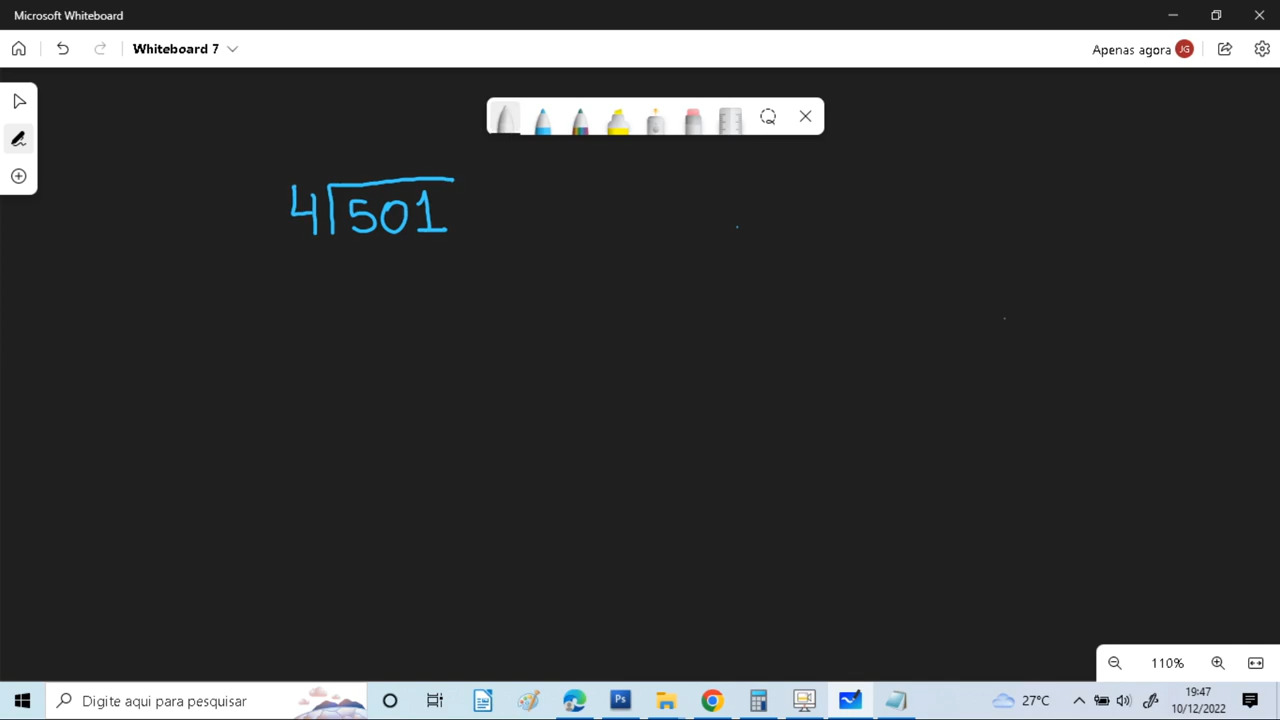 Microsoft Whiteboard
Whiteboard 7
Apenas agora JG
4 501
110%
Digite aqui para pesquisar
Ps
27°C
19:47
10/12/2022